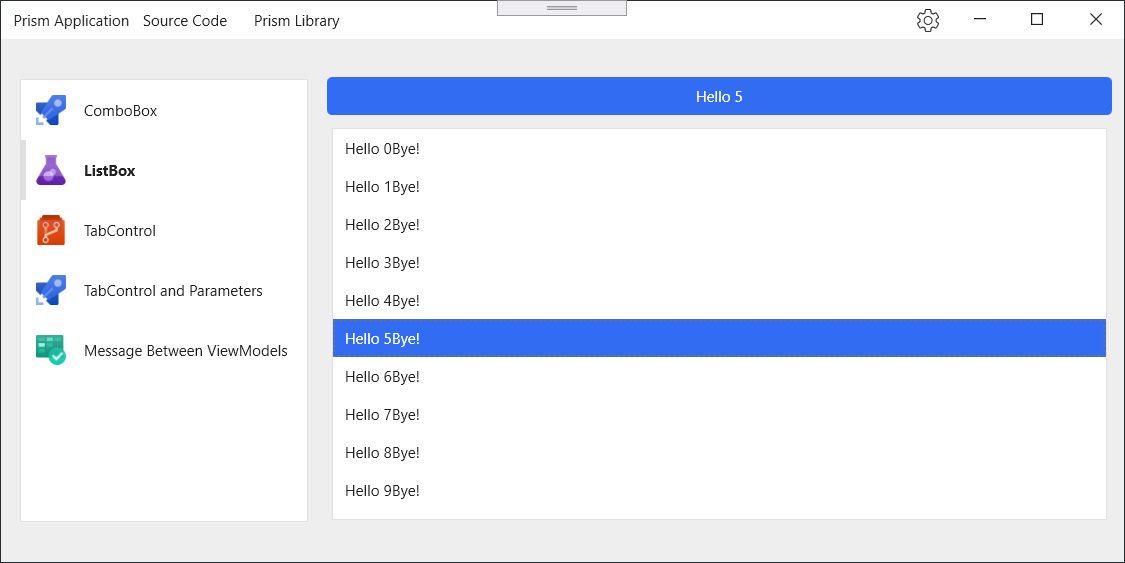 Prism Application Source Code Prism Library
ComboBox
ListBox
TabControl
TabControl and Parameters
Message Between ViewModels
Hello 5
Hello 0Bye!
Hello 1Bye!
Hello 2Bye!
Hello 3Bye!
Hello 4Bye!
Hello 5Bye!
Hello 6Bye!
Hello 7Bye!
Hello 8Bye!
Hello 9Bye!